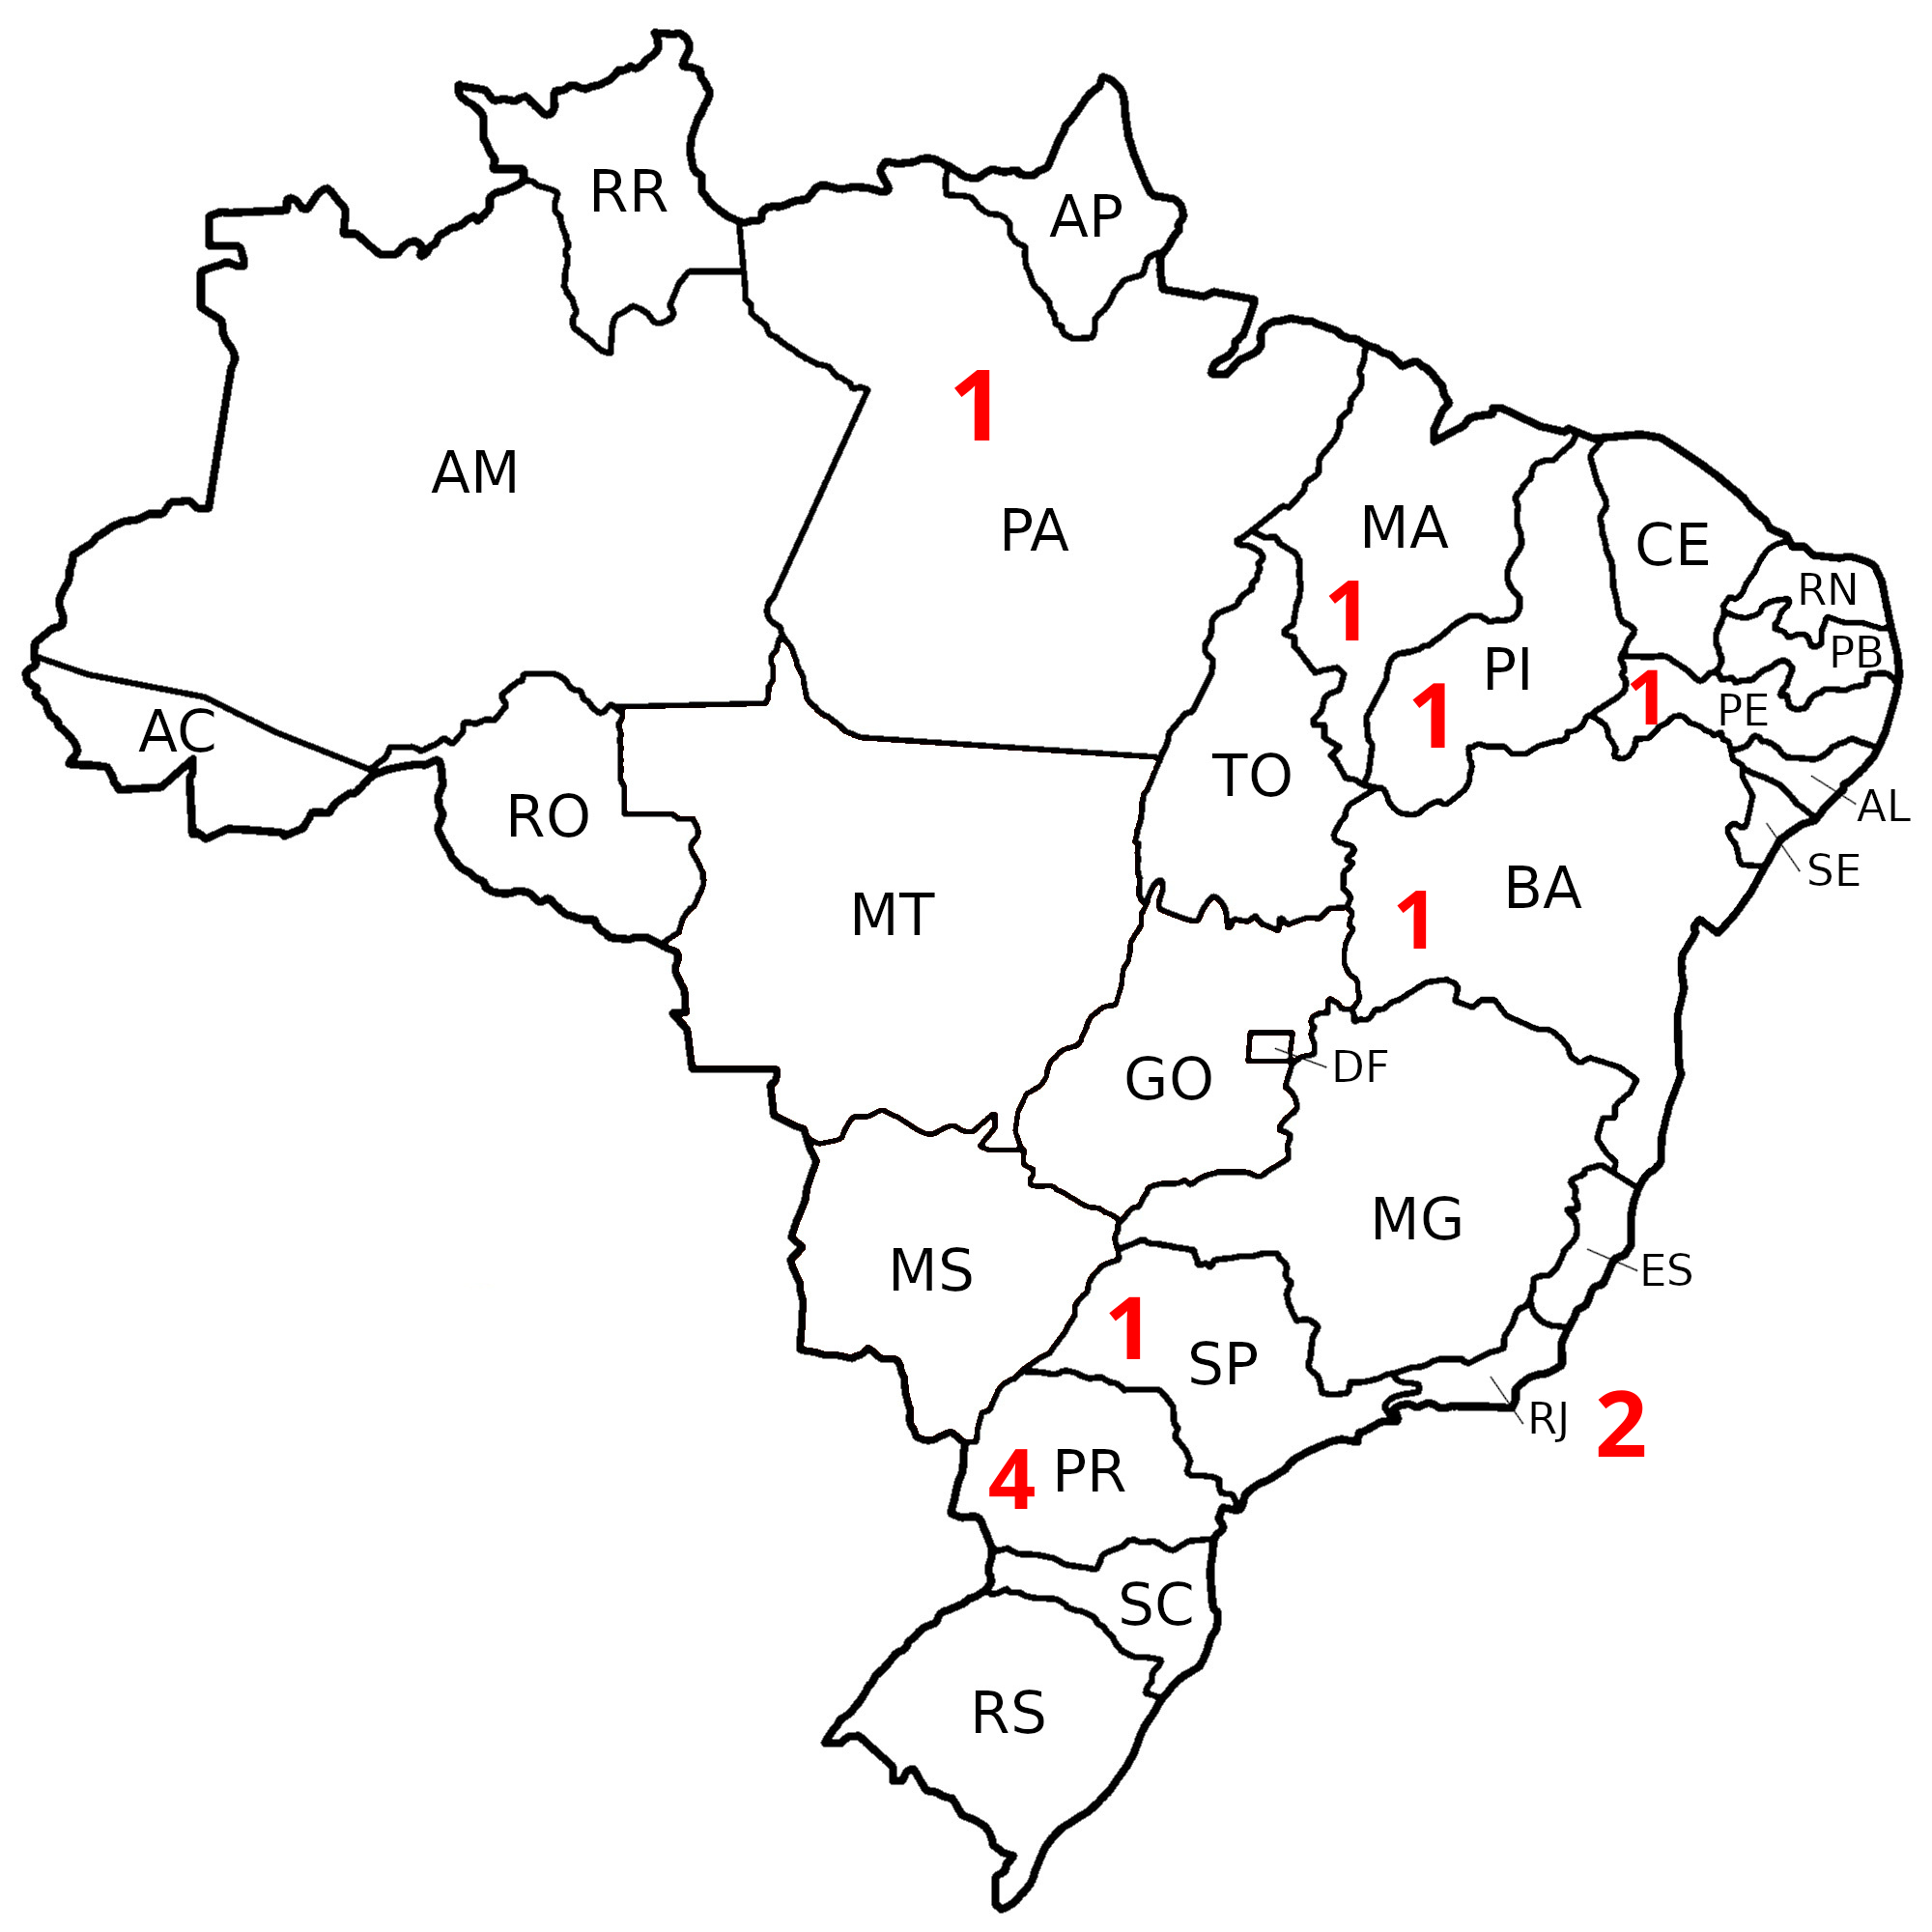 RR
AP
1
AM
PA
MA
CE
RN
1
PB
PI
1
1
PE
AC
TO
RO
AL
SE
MT
BA
1
GO
DF
MG
MS
ES
1
SP
RJ
2
4
PR
SC
RS